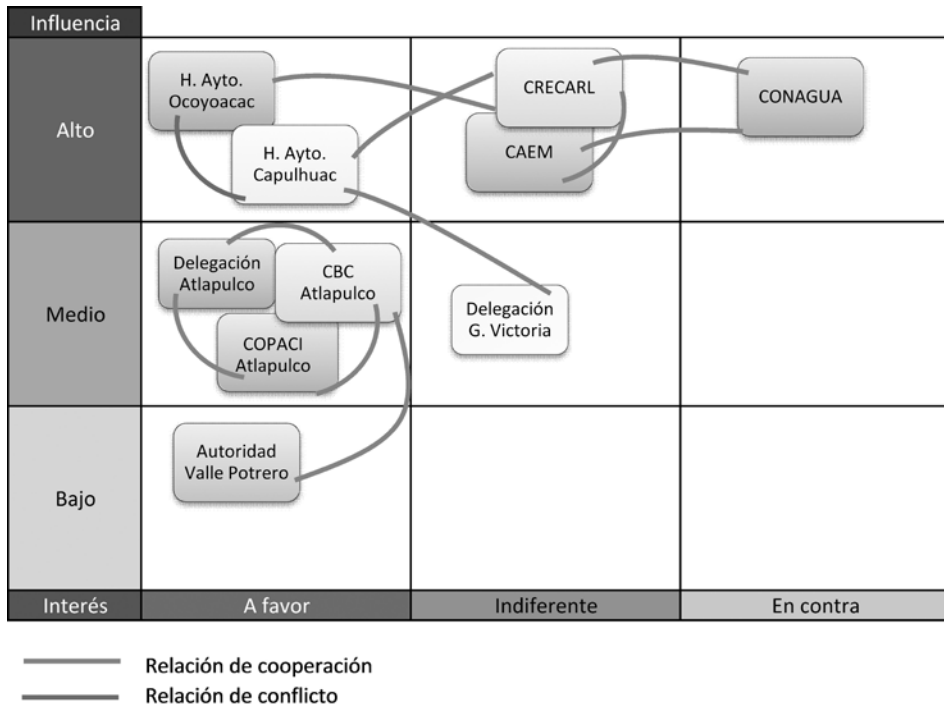 Influencia
Alto
H. Ayto.
Ocoyoacac
H. Ayto.
Capulhuac
CRECARL
CAEM
CONAGUA
Medio
Delegación
Atlapulco
CBC
Atlapulco
COPACI
Atlapulco
Delegación
G. Victoria
Bajo
Autoridad
Valle Potrero
Interés
A favor
Indiferente
En contra
Relación de cooperación
Relación de conflicto